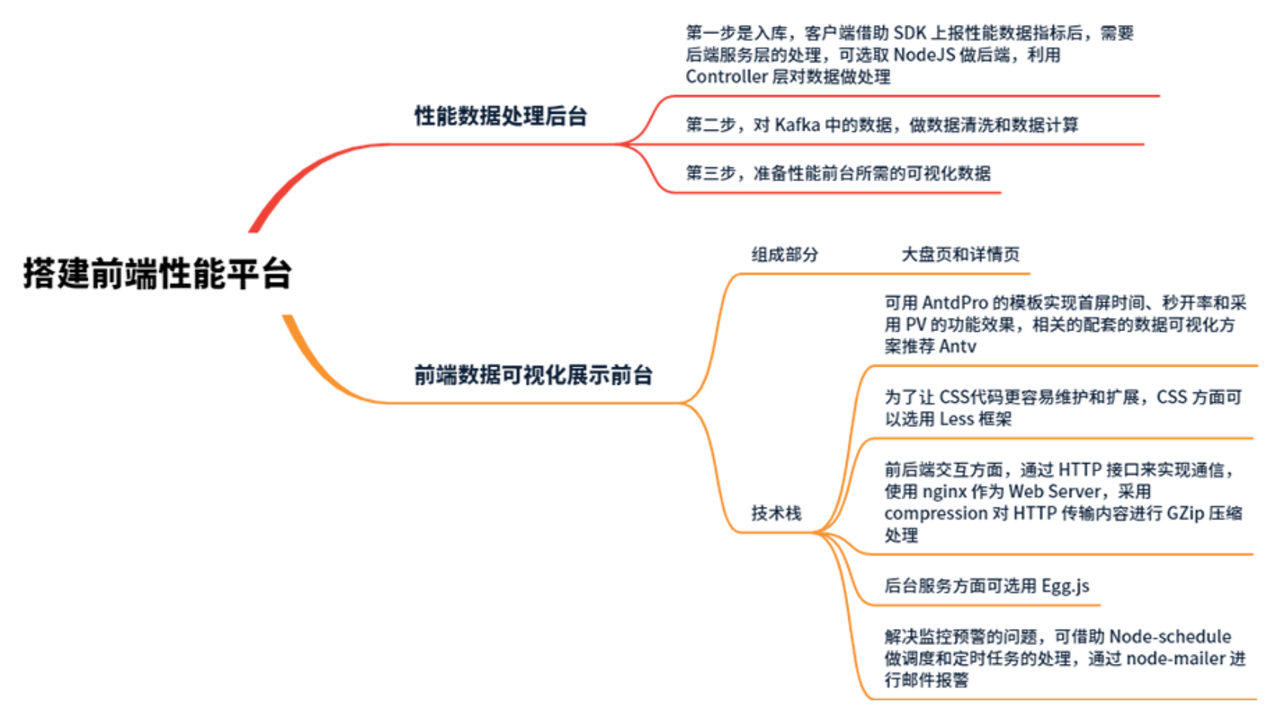 第一步是入库，客户端借助 SDK 上报性能数据指标后，需要
后端服务层的处理，可选取 NodeJS 做后端，利用
Controller 层对数据做处理
性能数据处理后台
第二步，对 Kafka 中的数据，做数据清洗和数据计算
第三步，准备性能前台所需的可视化数据
搭建前端性能平台
组成部分
大盘页和详情页
可用 AntdPro 的模板实现首屏时间、秒开率和采
用 PV 的功能效果，相关的配套的数据可视化方
案推荐 Antv
前端数据可视化展示前台
为了让 CSS代码更容易维护和扩展，CSS 方面可
以选用 Less 框架
前后端交互方面，通过 HTTP 接口来实现通信，
使用 nginx 作为 Web Server，采用
compression 对 HTTP 传输内容进行 GZip 压缩
处理
技术栈
后台服务方面可选用 Egg.js
解决监控预警的问题，可借助 Node-schedule
做调度和定时任务的处理，通过 node-mailer 进
行邮件报警